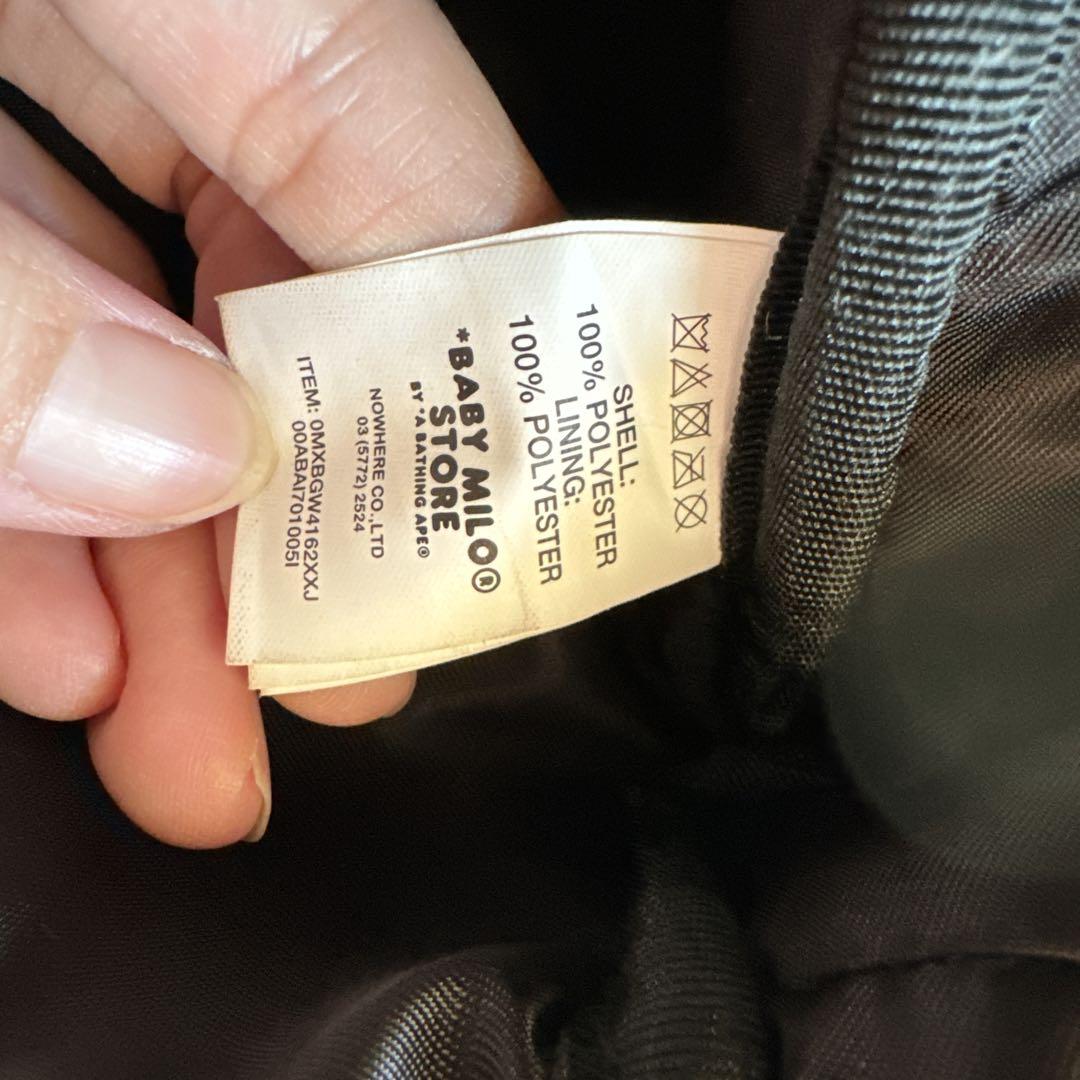 SHELL:
100% POLYESTER
LINING:
100% POLYESTER
*BABY MILO®
STORE
BY *A BATHING APE®
NOWHERE CO.,LTD
03 (5772) 2524
ITEM: 0MXBGW4162XXJ
00ABAI701005I